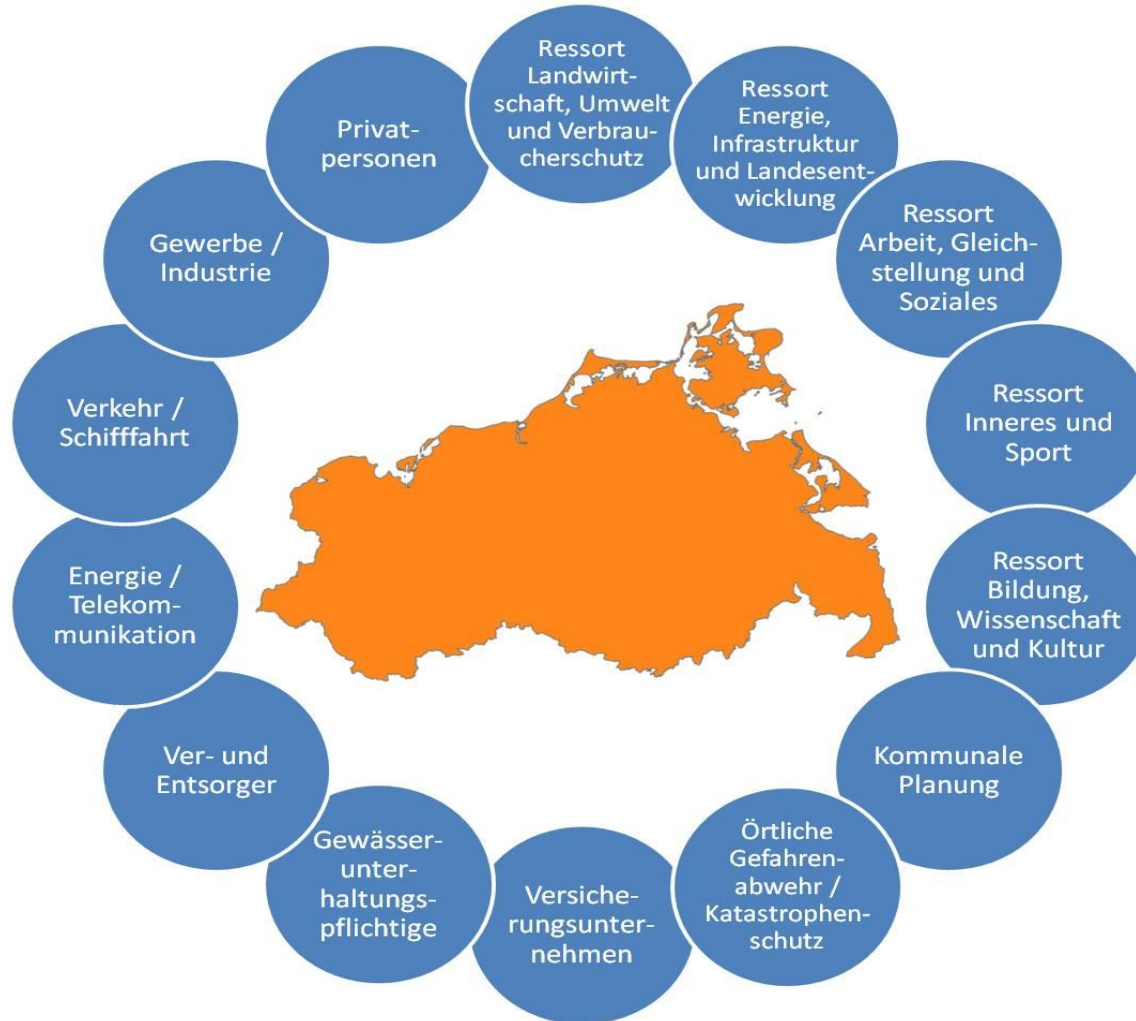 Ressort
Landwirt-
schaft, Umwelt
und Verbrau-
cherschutz
Ressort
Energie,
Infrastruktur
und Landesent-
wicklung
Ressort
Arbeit, Gleich-
stellung und
Soziales
Ressort
Inneres und
Sport
Ressort
Bildung,
Wissenschaft
und Kultur
Kommunale
Planung
Örtliche
Gefahren-
abwehr /
Katastrophen-
schutz
Versiche-
rungsunter-
nehmen
Gewässer-
unter-
haltungs-
pflichtige
Ver- und
Entsorger
Energie /
Telekom-
munikation
Verkehr /
Schifffahrt
Gewerbe /
Industrie
Privat-
personen